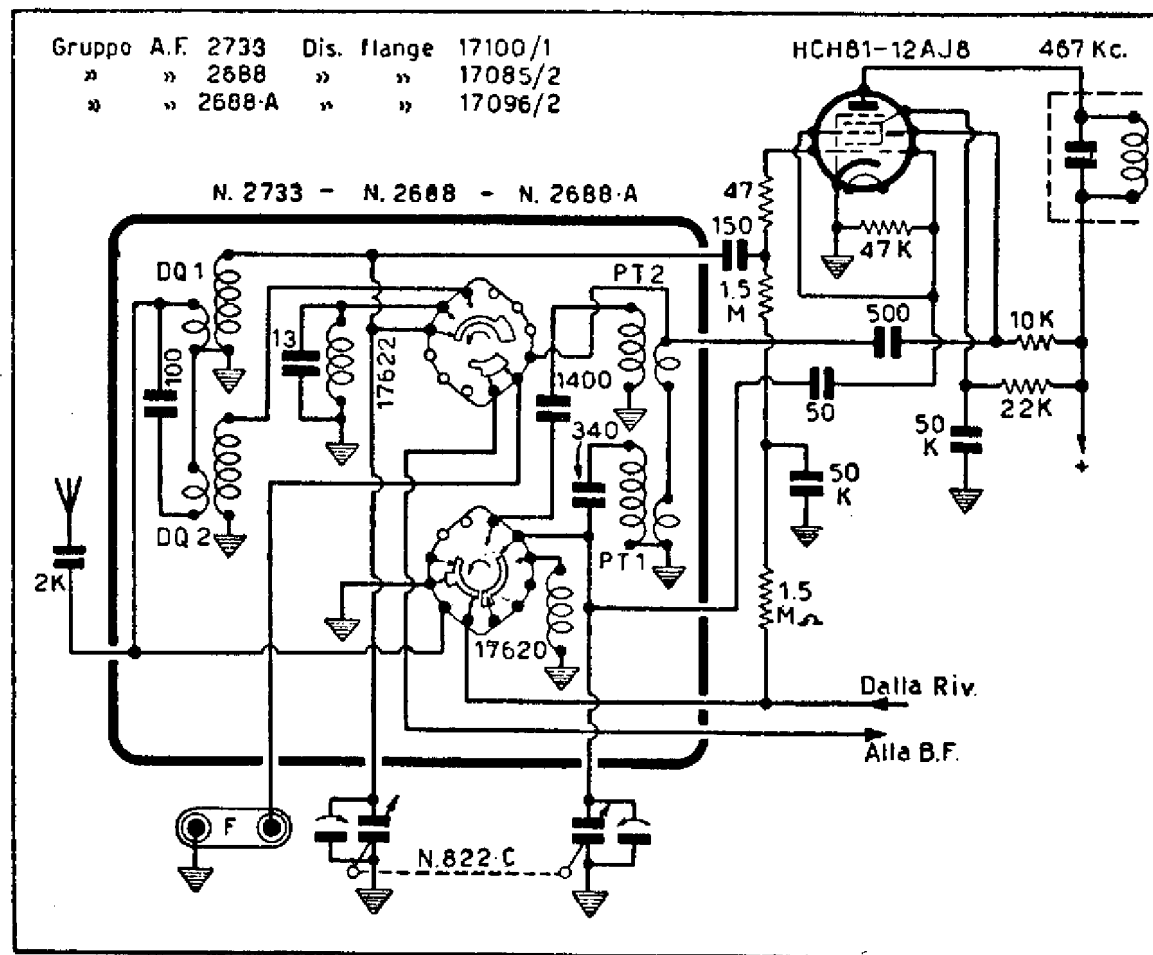 Gruppo A.F. 2733 Dis. flange 17100/1
» » 2688 » » 17085/2
» » 2688-A » » 17096/2
HCH81-12AJ8
467 Kc.
N. 2733 - N. 2688 - N. 2688-A
47
150
47 K
DQ1
PT2
1.5 M
500
10K
100
13
17622
1400
50
22K
340
50 K
50 K
DQ2
PT1
2K
1.5 MΩ
17620
Dalla Riv.
Alla B.F.
F
N.822-C
+